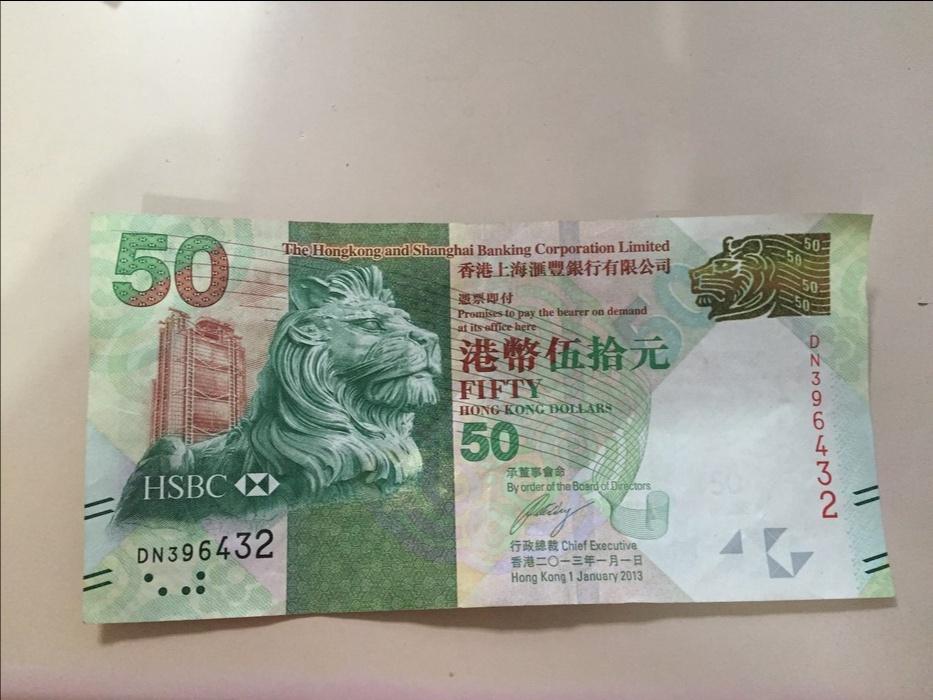 50
The Hongkong and Shanghai Banking Corporation Limited
香港上海滙豐銀行有限公司
憑票即付
Promises to pay the bearer on demand
at its office here
港幣伍拾元
FIFTY
HONG KONG DOLLARS
50
承董事會命
By order of the Board of Directors
行政總裁 Chief Executive
香港二〇一三年一月一日
Hong Kong 1 January 2013
HSBC
DN396432
50
50
50
50
DN396432
50